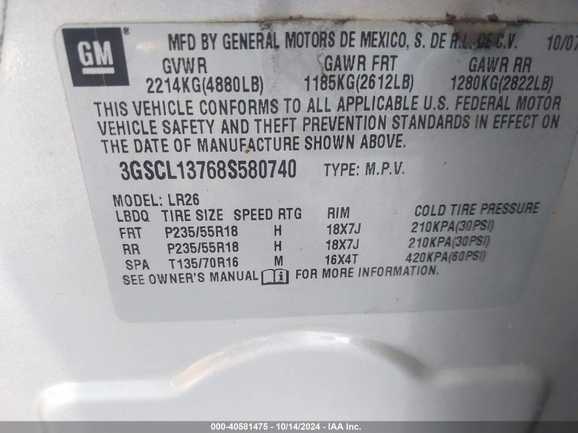 GM
MFD BY GENERAL MOTORS DE MEXICO, S. DE R.L. DE C.V. 10/07
GVWR GAWR FRT GAWR RR
2214KG(4880LB) 1185KG(2612LB) 1280KG(2822LB)
THIS VEHICLE CONFORMS TO ALL APPLICABLE U.S. FEDERAL MOTOR
VEHICLE SAFETY AND THEFT PREVENTION STANDARDS IN EFFECT ON
THE DATE OF MANUFACTURE SHOWN ABOVE.
3GSCL13768S580740 TYPE: M.P.V.
MODEL: LR26
LBDQ TIRE SIZE SPEED RTG RIM COLD TIRE PRESSURE
FRT P235/55R18 H 18X7J 210KPA(30PSI)
RR P235/55R18 H 18X7J 210KPA(30PSI)
SPA T135/70R16 M 16X4T 420KPA(60PSI)
SEE OWNER'S MANUAL FOR MORE INFORMATION.
000-40581475 - 10/14/2024 - IAA Inc.